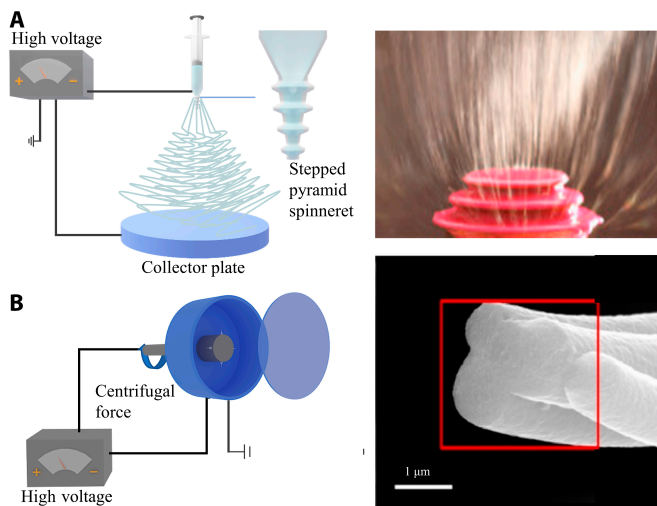 A
High voltage
+ −
Stepped
pyramid
spinneret
Collector plate
B
Centrifugal
force
+ −
High voltage
1 μm